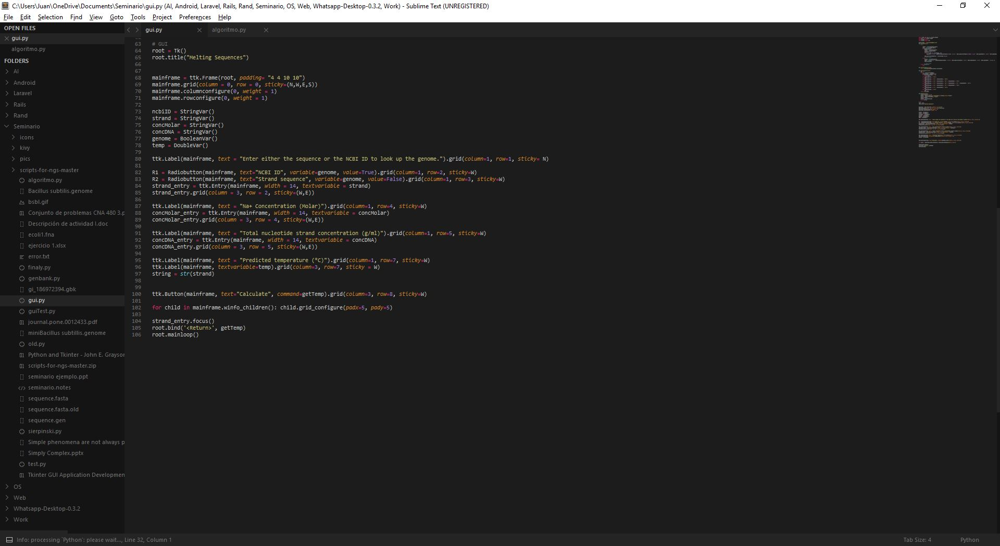 C:\Users\Juan\OneDrive\Documents\Seminario\gui.py (AI, Android, Laravel, Rails, Rand, Seminario, OS, Web, Whatsapp-Desktop-0.3.2, Work) - Sublime Text (UNREGISTERED)
File Edit Selection Find View Goto Tools Project Preferences Help
OPEN FILES
gui.py
algoritmo.py
FOLDERS
AI
Android
Laravel
Rails
Rand
Seminario
icons
kivy
pics
scripts-for-ngs-master
algoritmo.py
Bacillus subtilis.genome
bsbl.gif
Conjunto de problemas CNA 480 3.p
Descripción de actividad I.doc
ecoli1.fna
ejercicio 1.xlsx
error.txt
finaly.py
genbank.py
gi_186972394.gbk
gui.py
guiTest.py
journal.pone.0012433.pdf
miniBacillus subtillis.genome
old.py
Python and Tkinter - John E. Grayson
scripts-for-ngs-master.zip
seminario ejemplo.ppt
seminario.notes
sequence.fasta
sequence.fasta.old
sequence.gen
sierpinski.py
Simple phenomena are not always p
Simply Complex.pptx
test.py
Tkinter GUI Application Developmen
OS
Web
Whatsapp-Desktop-0.3.2
Work
gui.py algoritmo.py
63 # GUI
64 root = Tk()
65 root.title("Melting Sequences")
66
67
68 mainframe = ttk.Frame(root, padding= "4 4 10 10")
69 mainframe.grid(column = 0, row = 0, sticky=(N,W,E,S))
70 mainframe.columnconfigure(0, weight = 1)
71 mainframe.rowconfigure(0, weight = 1)
72
73 ncbiID = StringVar()
74 strand = StringVar()
75 concMolar = StringVar()
76 concDNA = StringVar()
77 genome = BooleanVar()
78 temp = DoubleVar()
79
80 ttk.Label(mainframe, text = "Enter either the sequence or the NCBI ID to look up the genome.").grid(column=1, row=1, sticky= N)
81
82 R1 = Radiobutton(mainframe, text="NCBI ID", variable=genome, value=True).grid(column=1, row=2, sticky=W)
83 R2 = Radiobutton(mainframe, text="Strand sequence", variable=genome, value=False).grid(column=1, row=3, sticky=W)
84 strand_entry = ttk.Entry(mainframe, width = 14, textvariable = strand)
85 strand_entry.grid(column = 3, row = 2, sticky=(W,E))
86
87 ttk.Label(mainframe, text = "Na+ Concentration (Molar)").grid(column=1, row=4, sticky=W)
88 concMolar_entry = ttk.Entry(mainframe, width = 14, textvariable = concMolar)
89 concMolar_entry.grid(column = 3, row = 4, sticky=(W,E))
90
91 ttk.Label(mainframe, text = "Total nucleotide strand concentration (g/ml)").grid(column=1, row=5, sticky=W)
92 concDNA_entry = ttk.Entry(mainframe, width = 14, textvariable = concDNA)
93 concDNA_entry.grid(column = 3, row = 5, sticky=(W,E))
94
95 ttk.Label(mainframe, text = "Predicted temperature (°C)").grid(column=1, row=7, sticky=W)
96 ttk.Label(mainframe, textvariable=temp).grid(column=3, row=7, sticky = W)
97 string = str(strand)
98
99
100 ttk.Button(mainframe, text="Calculate", command=getTemp).grid(column=3, row=8, sticky=W)
101
102 for child in mainframe.winfo_children(): child.grid_configure(padx=5, pady=5)
103
104 strand_entry.focus()
105 root.bind('<Return>', getTemp)
106 root.mainloop()
Info: processing `Python': please wait..., Line 32, Column 1
Tab Size: 4 Python